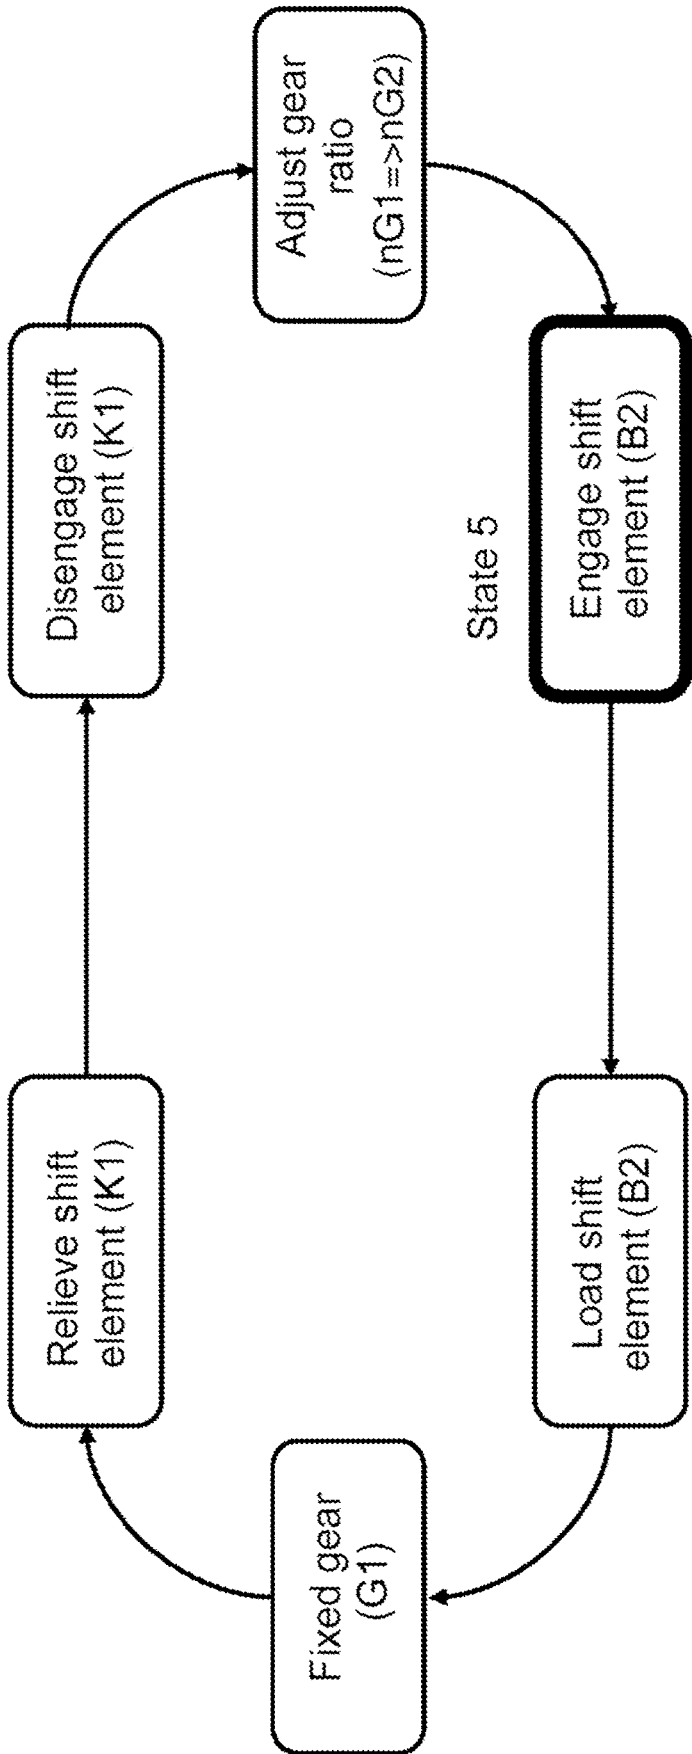 Fixed gear
(G1)
Relieve shift
element (K1)
Disengage shift
element (K1)
Adjust gear
ratio
(nG1=>nG2)
State 5
Engage shift
element (B2)
Load shift
element (B2)